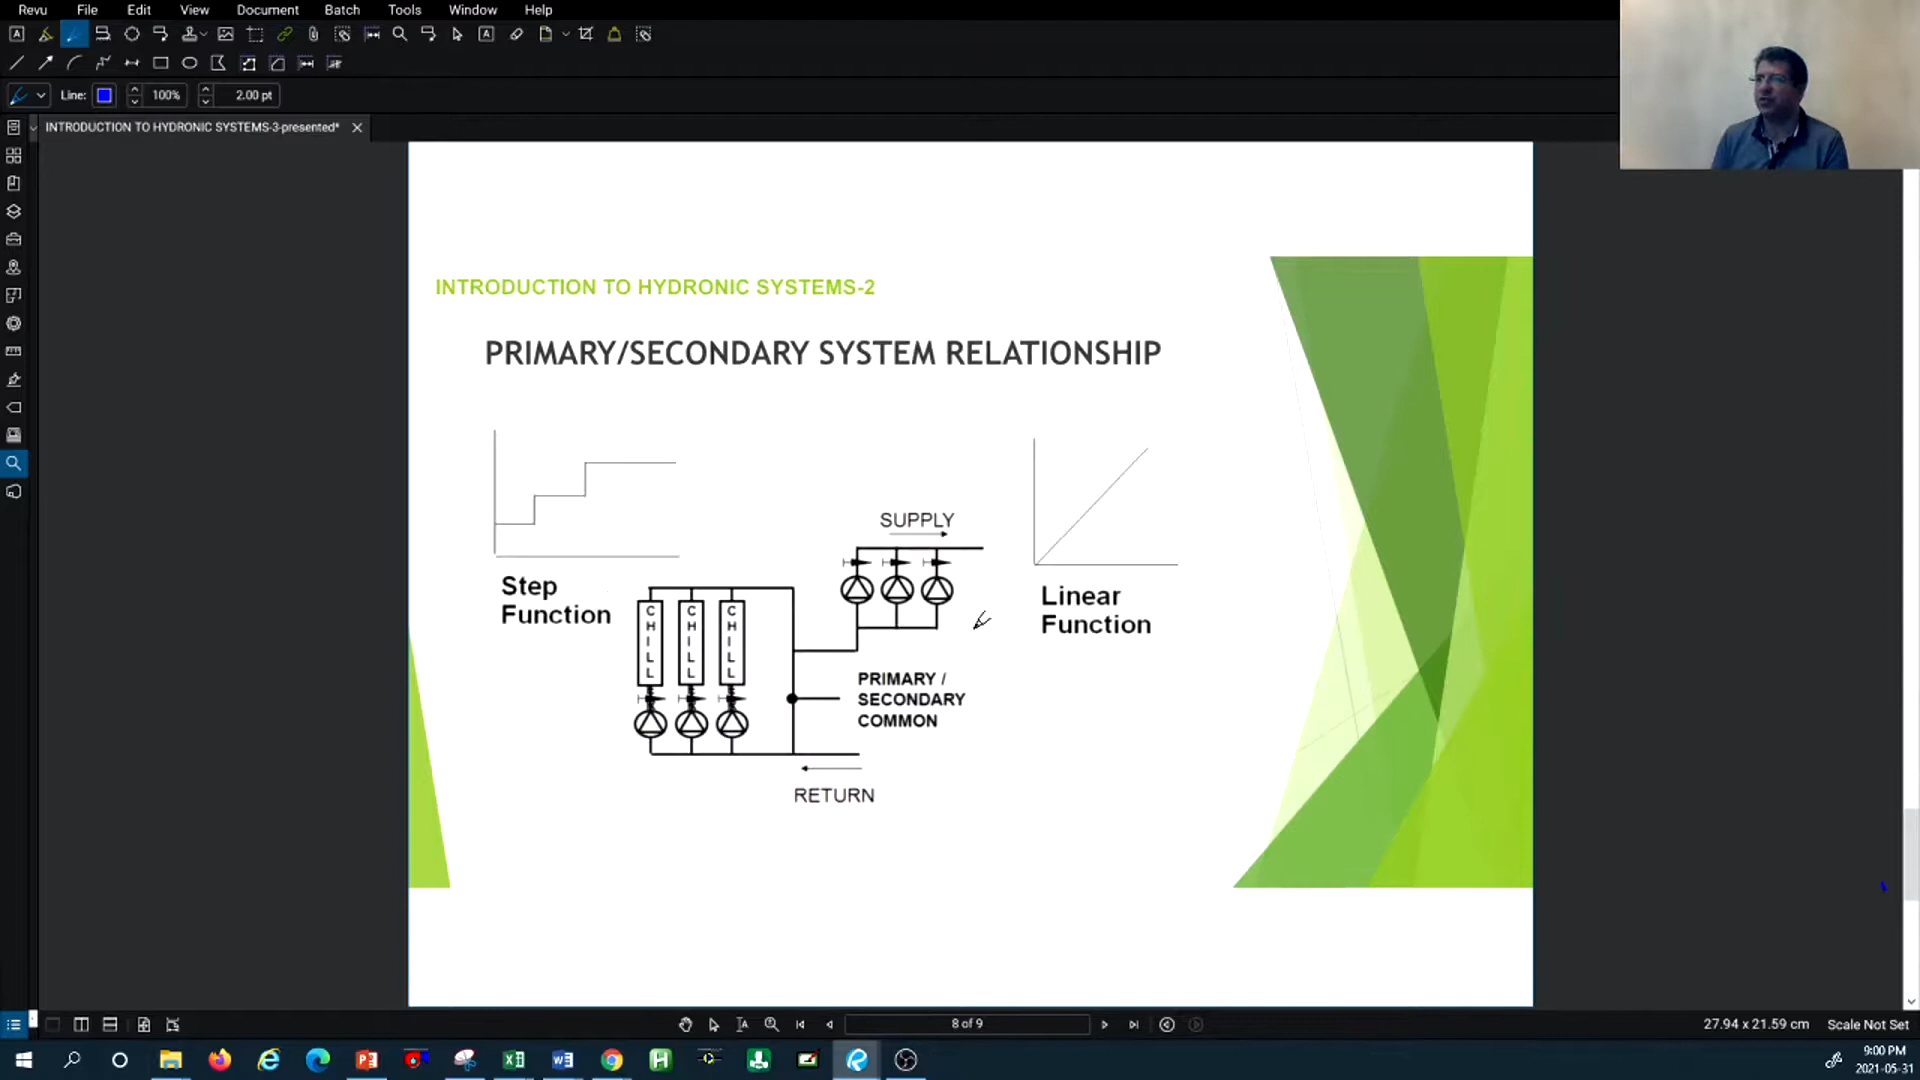 Revu File Edit View Document Batch Tools Window Help
Line: 100% 2.00 pt
INTRODUCTION TO HYDRONIC SYSTEMS-3-presented*
INTRODUCTION TO HYDRONIC SYSTEMS-2
PRIMARY/SECONDARY SYSTEM RELATIONSHIP
SUPPLY
Step
Function
CHILL CHILL CHILL
Linear
Function
PRIMARY /
SECONDARY
COMMON
RETURN
8 of 9
27.94 x 21.59 cm Scale Not Set
9:00 PM
2021-05-31